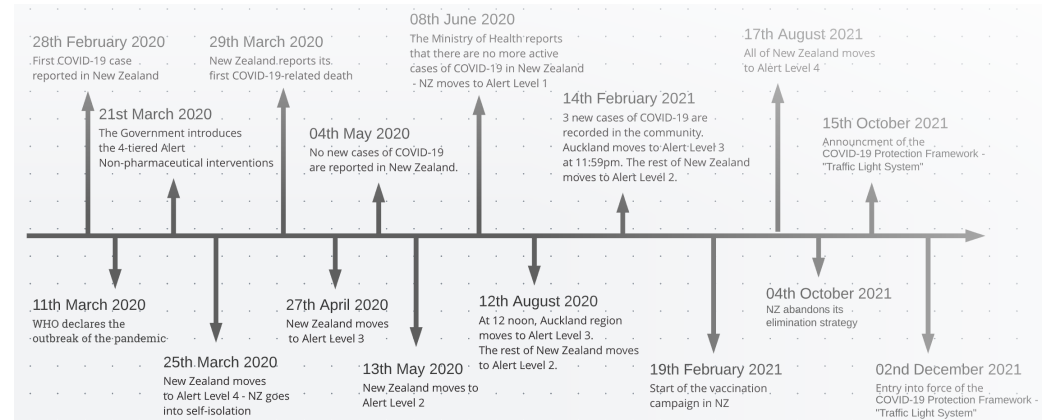 28th February 2020
First COVID-19 case
reported in New Zealand
21st March 2020
The Government introduces
the 4-tiered Alert
Non-pharmaceutical interventions
29th March 2020
New Zealand reports its
first COVID-19-related death
04th May 2020
No new cases of COVID-19
are reported in New Zealand.
08th June 2020
The Ministry of Health reports
that there are no more active
cases of COVID-19 in New Zealand
- NZ moves to Alert Level 1
14th February 2021
3 new cases of COVID-19 are
recorded in the community.
Auckland moves to Alert Level 3
at 11:59pm. The rest of New Zealand
moves to Alert Level 2.
17th August 2021
All of New Zealand moves
to Alert Level 4
15th October 2021
Announcement of the
COVID-19 Protection Framework -
"Traffic Light System"
11th March 2020
WHO declares the
outbreak of the pandemic
25th March 2020
New Zealand moves
to Alert Level 4 - NZ goes
into self-isolation
27th April 2020
New Zealand moves
to Alert Level 3
13th May 2020
New Zealand moves to
Alert Level 2
12th August 2020
At 12 noon, Auckland region
moves to Alert Level 3.
The rest of New Zealand moves
to Alert Level 2.
19th February 2021
Start of the vaccination
campaign in NZ
04th October 2021
NZ abandons its
elimination strategy
02nd December 2021
Entry into force of the
COVID-19 Protection Framework -
"Traffic Light System"